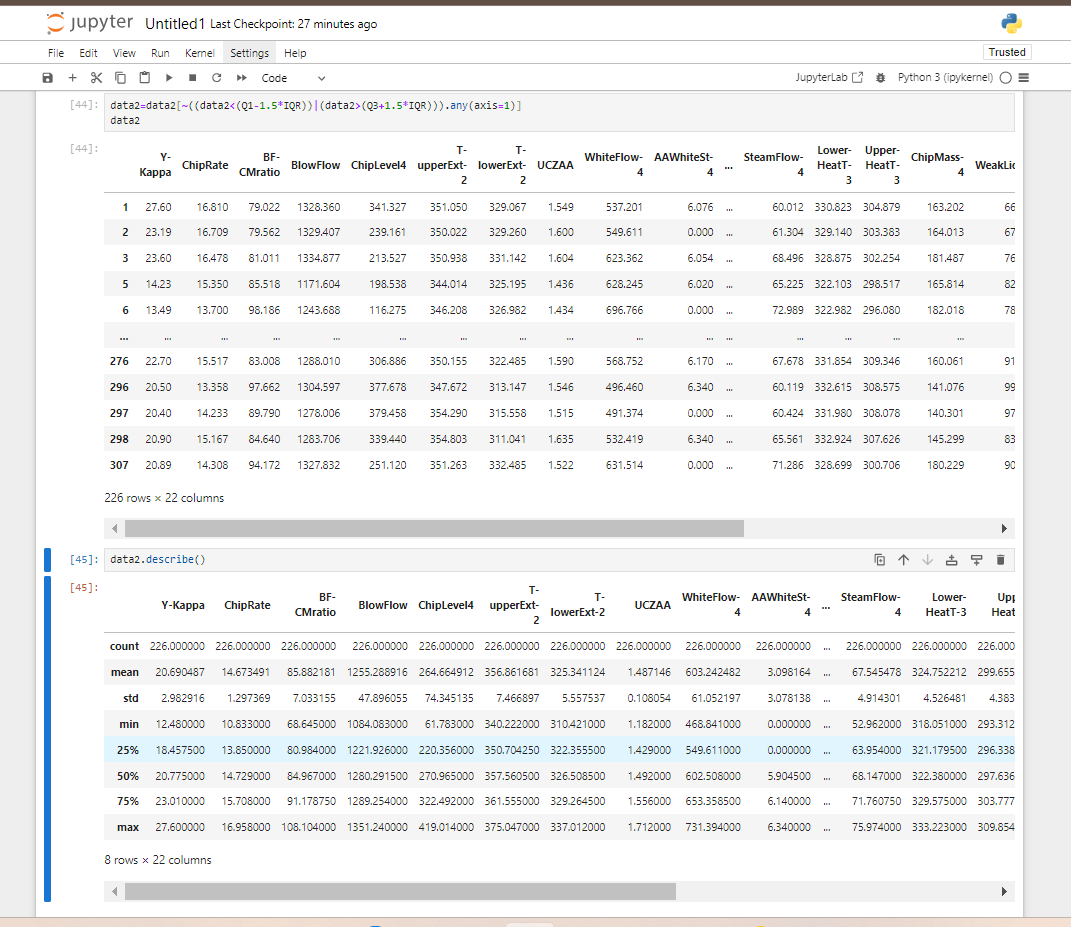 jupyter Untitled1 Last Checkpoint: 27 minutes ago
File Edit View Run Kernel Settings Help
Trusted
Code
JupyterLab
Python 3 (ipykernel)
[44]: data2=data2[~((data2<(Q1-1.5*IQR))|(data2>(Q3+1.5*IQR))).any(axis=1)]
data2
[44]:
Y-Kappa ChipRate BF-CMratio BlowFlow ChipLevel4 T-upperExt-2 T-lowerExt-2 UCZAA WhiteFlow-4 AAWhiteSt-4 ... SteamFlow-4 Lower-HeatT-3 Upper-HeatT-3 ChipMass-4 WeakLic
1 27.60 16.810 79.022 1328.360 341.327 351.050 329.067 1.549 537.201 6.076 ... 60.012 330.823 304.879 163.202 66
2 23.19 16.709 79.562 1329.407 239.161 350.022 329.260 1.600 549.611 0.000 ... 61.304 329.140 303.383 164.013 67
3 23.60 16.478 81.011 1334.877 213.527 350.938 331.142 1.604 623.362 6.054 ... 68.496 328.875 302.254 181.487 76
5 14.23 15.350 85.518 1171.604 198.538 344.014 325.195 1.436 628.245 6.020 ... 65.225 322.103 298.517 165.814 82
6 13.49 13.700 98.186 1243.688 116.275 346.208 326.982 1.434 696.766 0.000 ... 72.989 322.982 296.080 182.018 78
... ... ... ... ... ... ... ... ... ... ... ... ... ... ... ...
276 22.70 15.517 83.008 1288.010 306.886 350.155 322.485 1.590 568.752 6.170 ... 67.678 331.854 309.346 160.061 91
296 20.50 13.358 97.662 1304.597 377.678 347.672 313.147 1.546 496.460 6.340 ... 60.119 332.615 308.575 141.076 99
297 20.40 14.233 89.790 1278.006 379.458 354.290 315.558 1.515 491.374 0.000 ... 60.424 331.980 308.078 140.301 97
298 20.90 15.167 84.640 1283.706 339.440 354.803 311.041 1.635 532.419 6.340 ... 65.561 332.924 307.626 145.299 83
307 20.89 14.308 94.172 1327.832 251.120 351.263 332.485 1.522 631.514 0.000 ... 71.286 328.699 300.706 180.229 90
226 rows × 22 columns
[45]: data2.describe()
[45]:
Y-Kappa ChipRate BF-CMratio BlowFlow ChipLevel4 T-upperExt-2 T-lowerExt-2 UCZAA WhiteFlow-4 AAWhiteSt-4 ... SteamFlow-4 Lower-HeatT-3 Upp Heat
count 226.000000 226.000000 226.000000 226.000000 226.000000 226.000000 226.000000 226.000000 226.000000 226.000000 ... 226.000000 226.000000 226.000
mean 20.690487 14.673491 85.882181 1255.288916 264.664912 356.861681 325.341124 1.487146 603.242482 3.098164 ... 67.545478 324.752212 299.655
std 2.982916 1.297369 7.033155 47.896055 74.345135 7.466897 5.557537 0.108054 61.052197 3.078138 ... 4.914301 4.526481 4.383
min 12.480000 10.833000 68.645000 1084.083000 61.783000 340.222000 310.421000 1.182000 468.841000 0.000000 ... 52.962000 318.051000 293.312
25% 18.457500 13.850000 80.984000 1221.926000 220.356000 350.704250 322.355500 1.429000 549.611000 0.000000 ... 63.954000 321.179500 296.338
50% 20.775000 14.729000 84.967000 1280.291500 270.965000 357.560500 326.508500 1.492000 602.508000 5.904500 ... 68.147000 322.380000 297.636
75% 23.010000 15.708000 91.178750 1289.254000 322.492000 361.555000 329.264500 1.556000 653.358500 6.140000 ... 71.760750 329.575000 303.777
max 27.600000 16.958000 108.104000 1351.240000 419.014000 375.047000 337.012000 1.712000 731.394000 6.340000 ... 75.974000 333.223000 309.854
8 rows × 22 columns